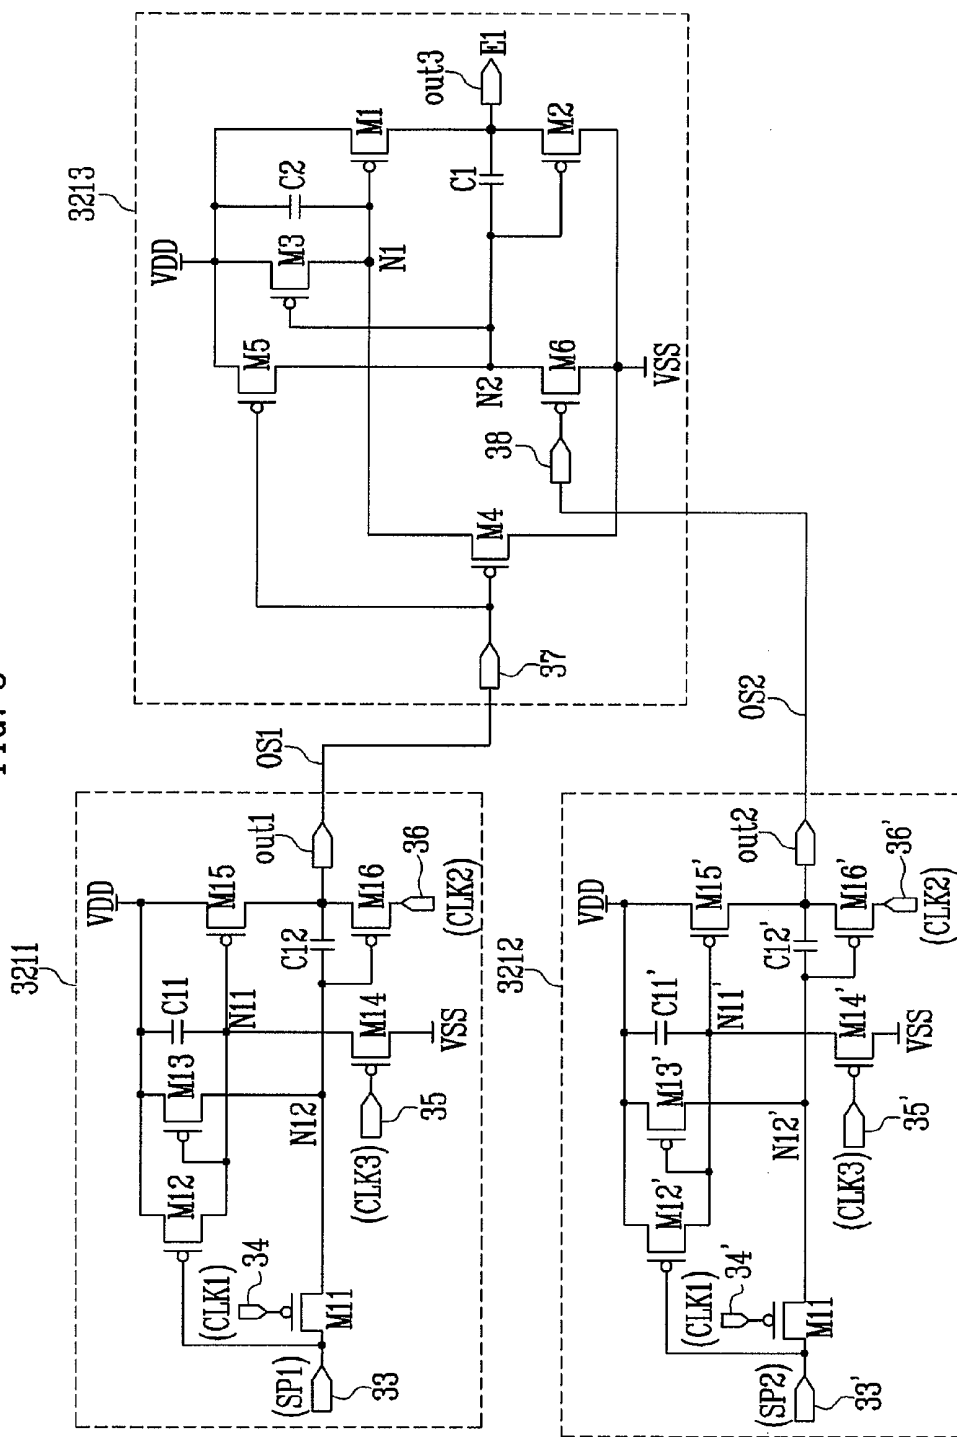 3211
VDD
(SP1)
33
(CLK1)
34
M11
M12
M13
C11
N11
M15
N12
C12
out1
(CLK3)
35
M14
VSS
M16
36
(CLK2)
OS1
3212
VDD
(SP2)
33'
(CLK1)
34'
M11
M12'
M13'
C11'
N11'
M15'
N12'
C12'
out2
(CLK3)
35'
M14'
VSS
M16'
36'
(CLK2)
OS2
3213
VDD
37
M5
M3
C2
N1
M1
M4
N2
C1
out3
E1
38
M6
M2
VSS